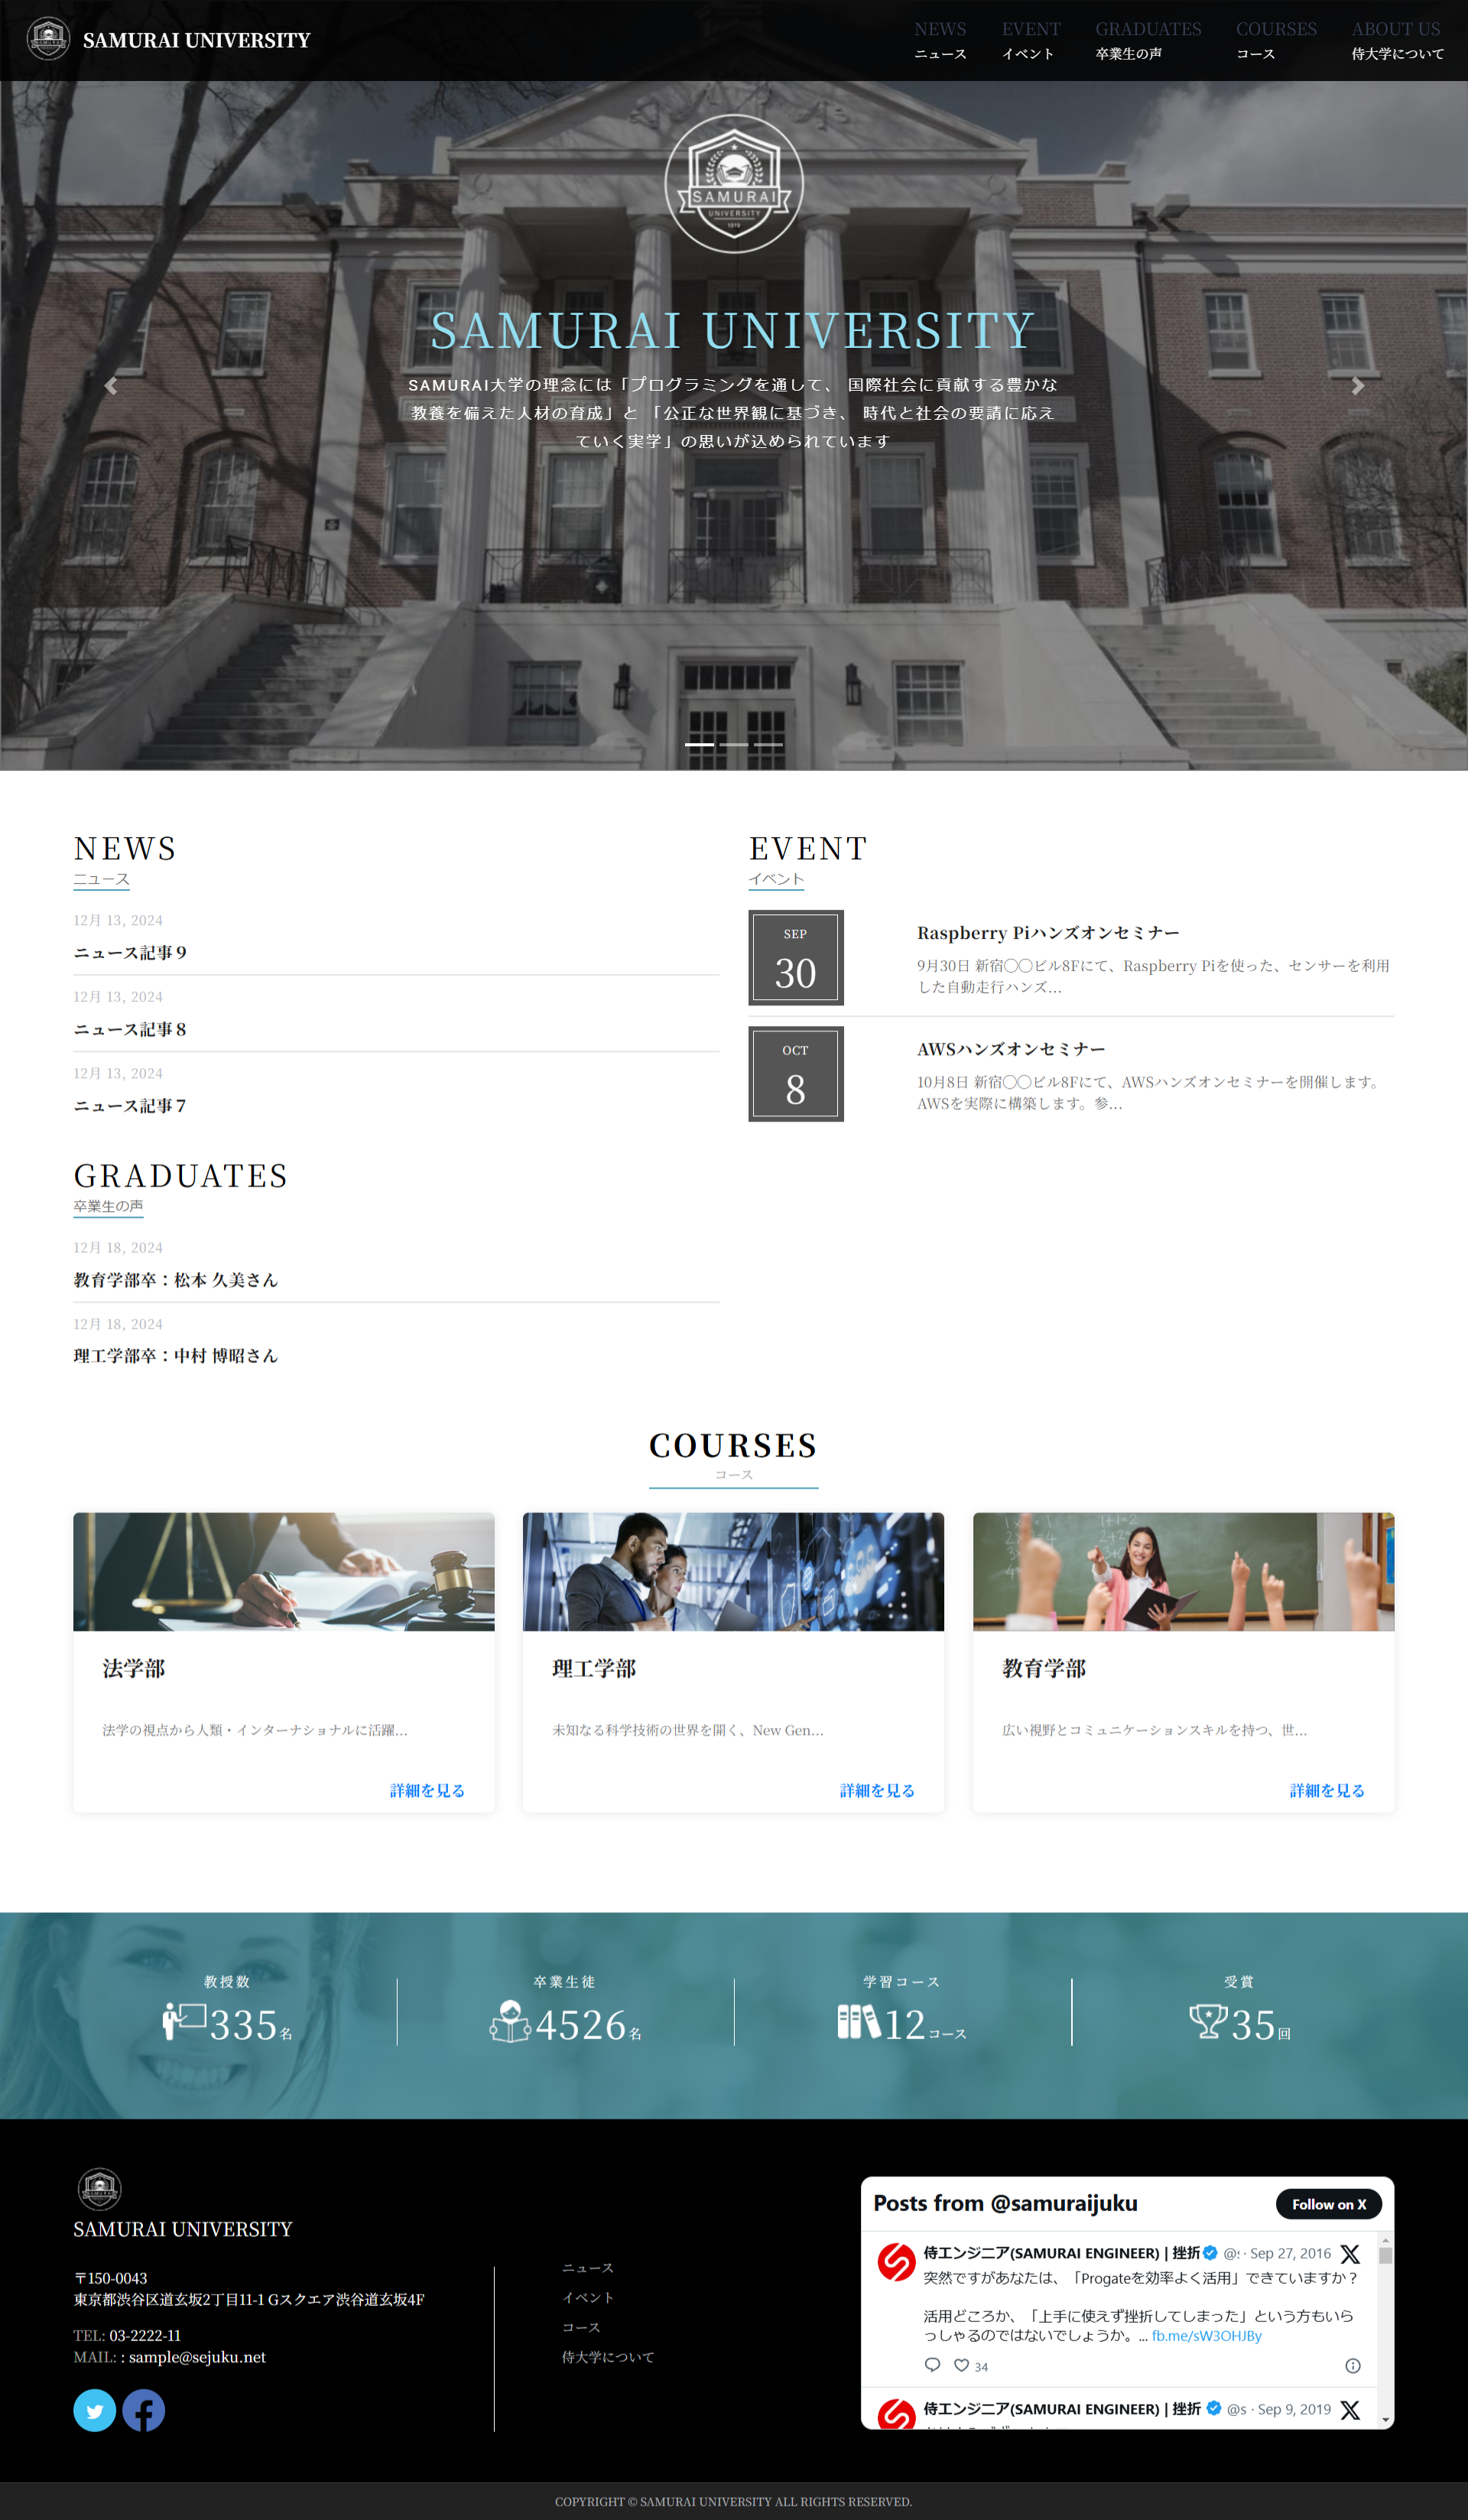 SAMURAI UNIVERSITY
NEWS
ニュース
EVENT
イベント
GRADUATES
卒業生の声
COURSES
コース
ABOUT US
侍大学について
SAMURAI
UNIVERSITY
1919
SAMURAI UNIVERSITY
SAMURAI大学の理念には「プログラミングを通して、 国際社会に貢献する豊かな
教養を備えた人材の育成」と 「公正な世界観に基づき、 時代と社会の要請に応え
ていく実学」の思いが込められています
NEWS
ニュース
12月 13, 2024
ニュース記事９
12月 13, 2024
ニュース記事８
12月 13, 2024
ニュース記事７
EVENT
イベント
SEP
30
Raspberry Piハンズオンセミナー
9月30日 新宿◯◯ビル8Fにて、Raspberry Piを使った、センサーを利用
した自動走行ハンズ...
OCT
8
AWSハンズオンセミナー
10月8日 新宿◯◯ビル8Fにて、AWSハンズオンセミナーを開催します。
AWSを実際に構築します。参...
GRADUATES
卒業生の声
12月 18, 2024
教育学部卒：松本 久美さん
12月 18, 2024
理工学部卒：中村 博昭さん
COURSES
コース
法学部
法学の視点から人類・インターナショナルに活躍...
詳細を見る
理工学部
未知なる科学技術の世界を開く、New Gen...
詳細を見る
教育学部
広い視野とコミュニケーションスキルを持つ、世...
詳細を見る
教授数
335名
卒業生徒
4526名
学習コース
12コース
受賞
35回
SAMURAI UNIVERSITY
〒150-0043
東京都渋谷区道玄坂2丁目11-1 Gスクエア渋谷道玄坂4F
TEL: 03-2222-11
MAIL: : sample@sejuku.net
ニュース
イベント
コース
侍大学について
Posts from @samuraijuku
Follow on X
侍エンジニア(SAMURAI ENGINEER) | 挫折 @s · Sep 27, 2016
突然ですがあなたは、「Progateを効率よく活用」できていますか？
活用どころか、「上手に使えず挫折してしまった」という方もいら
っしゃるのではないでしょうか。... fb.me/sW3OHJBy
34
侍エンジニア(SAMURAI ENGINEER) | 挫折 @s · Sep 9, 2019
COPYRIGHT © SAMURAI UNIVERSITY ALL RIGHTS RESERVED.